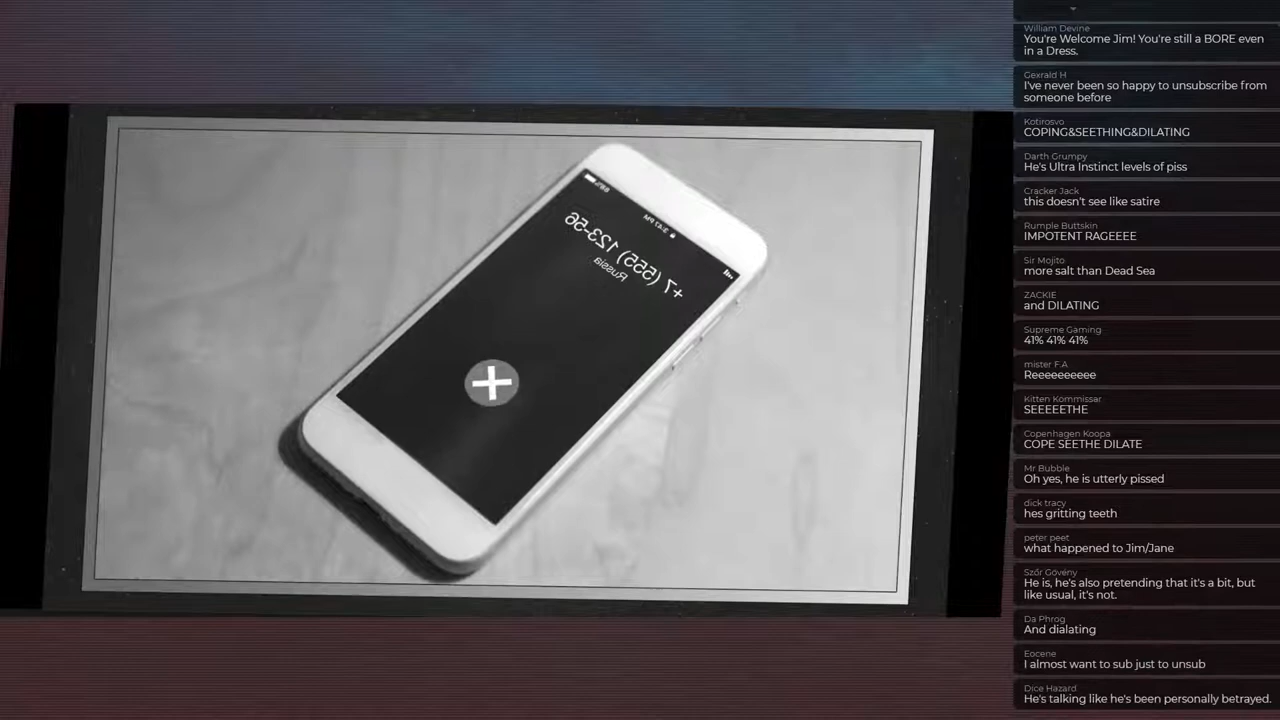 +7 (555) 123-56
Russia
3:47 PM
William Devine
You're Welcome Jim! You're still a BORE even
in a Dress.
Gexrald H
I've never been so happy to unsubscribe from
someone before
Kotirosvo
COPING&SEETHING&DILATING
Darth Grumpy
He's Ultra Instinct levels of piss
Cracker Jack
this doesn't see like satire
Rumple Buttskin
IMPOTENT RAGEEEE
Sir Mojito
more salt than Dead Sea
ZACKIE
and DILATING
Supreme Gaming
41% 41% 41%
mister F.A
Reeeeeeeeee
Kitten Kommissar
SEEEEETHE
Copenhagen Koopa
COPE SEETHE DILATE
Mr Bubble
Oh yes, he is utterly pissed
dick tracy
hes gritting teeth
peter peet
what happened to Jim/Jane
Szőr Gövény
He is, he's also pretending that it's a bit, but
like usual, it's not.
Da Phrog
And dialating
Eocene
I almost want to sub just to unsub
Dice Hazard
He's talking like he's been personally betrayed.